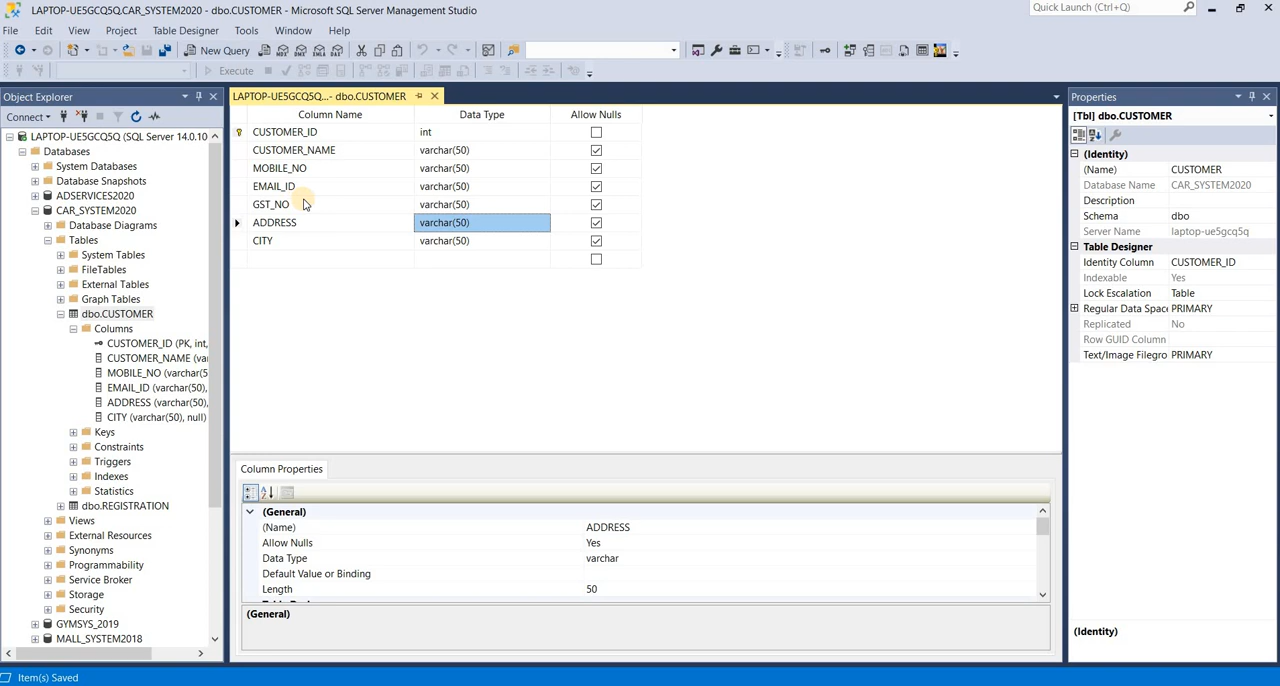 LAPTOP-UE5GCQ5Q.CAR_SYSTEM2020 - dbo.CUSTOMER - Microsoft SQL Server Management Studio
Quick Launch (Ctrl+Q)
File Edit View Project Table Designer Tools Window Help
New Query MDX DMX XMLA DAX
Execute
Object Explorer
Connect
LAPTOP-UE5GCQ5Q (SQL Server 14.0.10
Databases
System Databases
Database Snapshots
ADSERVICES2020
CAR_SYSTEM2020
Database Diagrams
Tables
System Tables
FileTables
External Tables
Graph Tables
dbo.CUSTOMER
Columns
CUSTOMER_ID (PK, int,
CUSTOMER_NAME (va
MOBILE_NO (varchar(5
EMAIL_ID (varchar(50),
ADDRESS (varchar(50),
CITY (varchar(50), null)
Keys
Constraints
Triggers
Indexes
Statistics
dbo.REGISTRATION
Views
External Resources
Synonyms
Programmability
Service Broker
Storage
Security
GYMSYS_2019
MALL_SYSTEM2018
LAPTOP-UE5GCQ5Q...- dbo.CUSTOMER
Column Name Data Type Allow Nulls
CUSTOMER_ID int
CUSTOMER_NAME varchar(50)
MOBILE_NO varchar(50)
EMAIL_ID varchar(50)
GST_NO varchar(50)
ADDRESS varchar(50)
CITY varchar(50)
Column Properties
(General)
(Name) ADDRESS
Allow Nulls Yes
Data Type varchar
Default Value or Binding
Length 50
(General)
Properties
[Tbl] dbo.CUSTOMER
(Identity)
(Name) CUSTOMER
Database Name CAR_SYSTEM2020
Description
Schema dbo
Server Name laptop-ue5gcq5q
Table Designer
Identity Column CUSTOMER_ID
Indexable Yes
Lock Escalation Table
Regular Data Space PRIMARY
Replicated No
Row GUID Column
Text/Image Filegro PRIMARY
(Identity)
Item(s) Saved